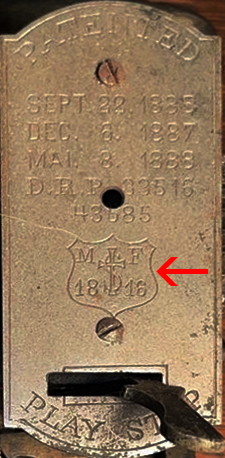 PATENTED
SEPT. 22. 1885
DEC. 6. 1887
MAI. 8. 1888
D.R.P. 33516
43585
M L F
18 16
PLAY